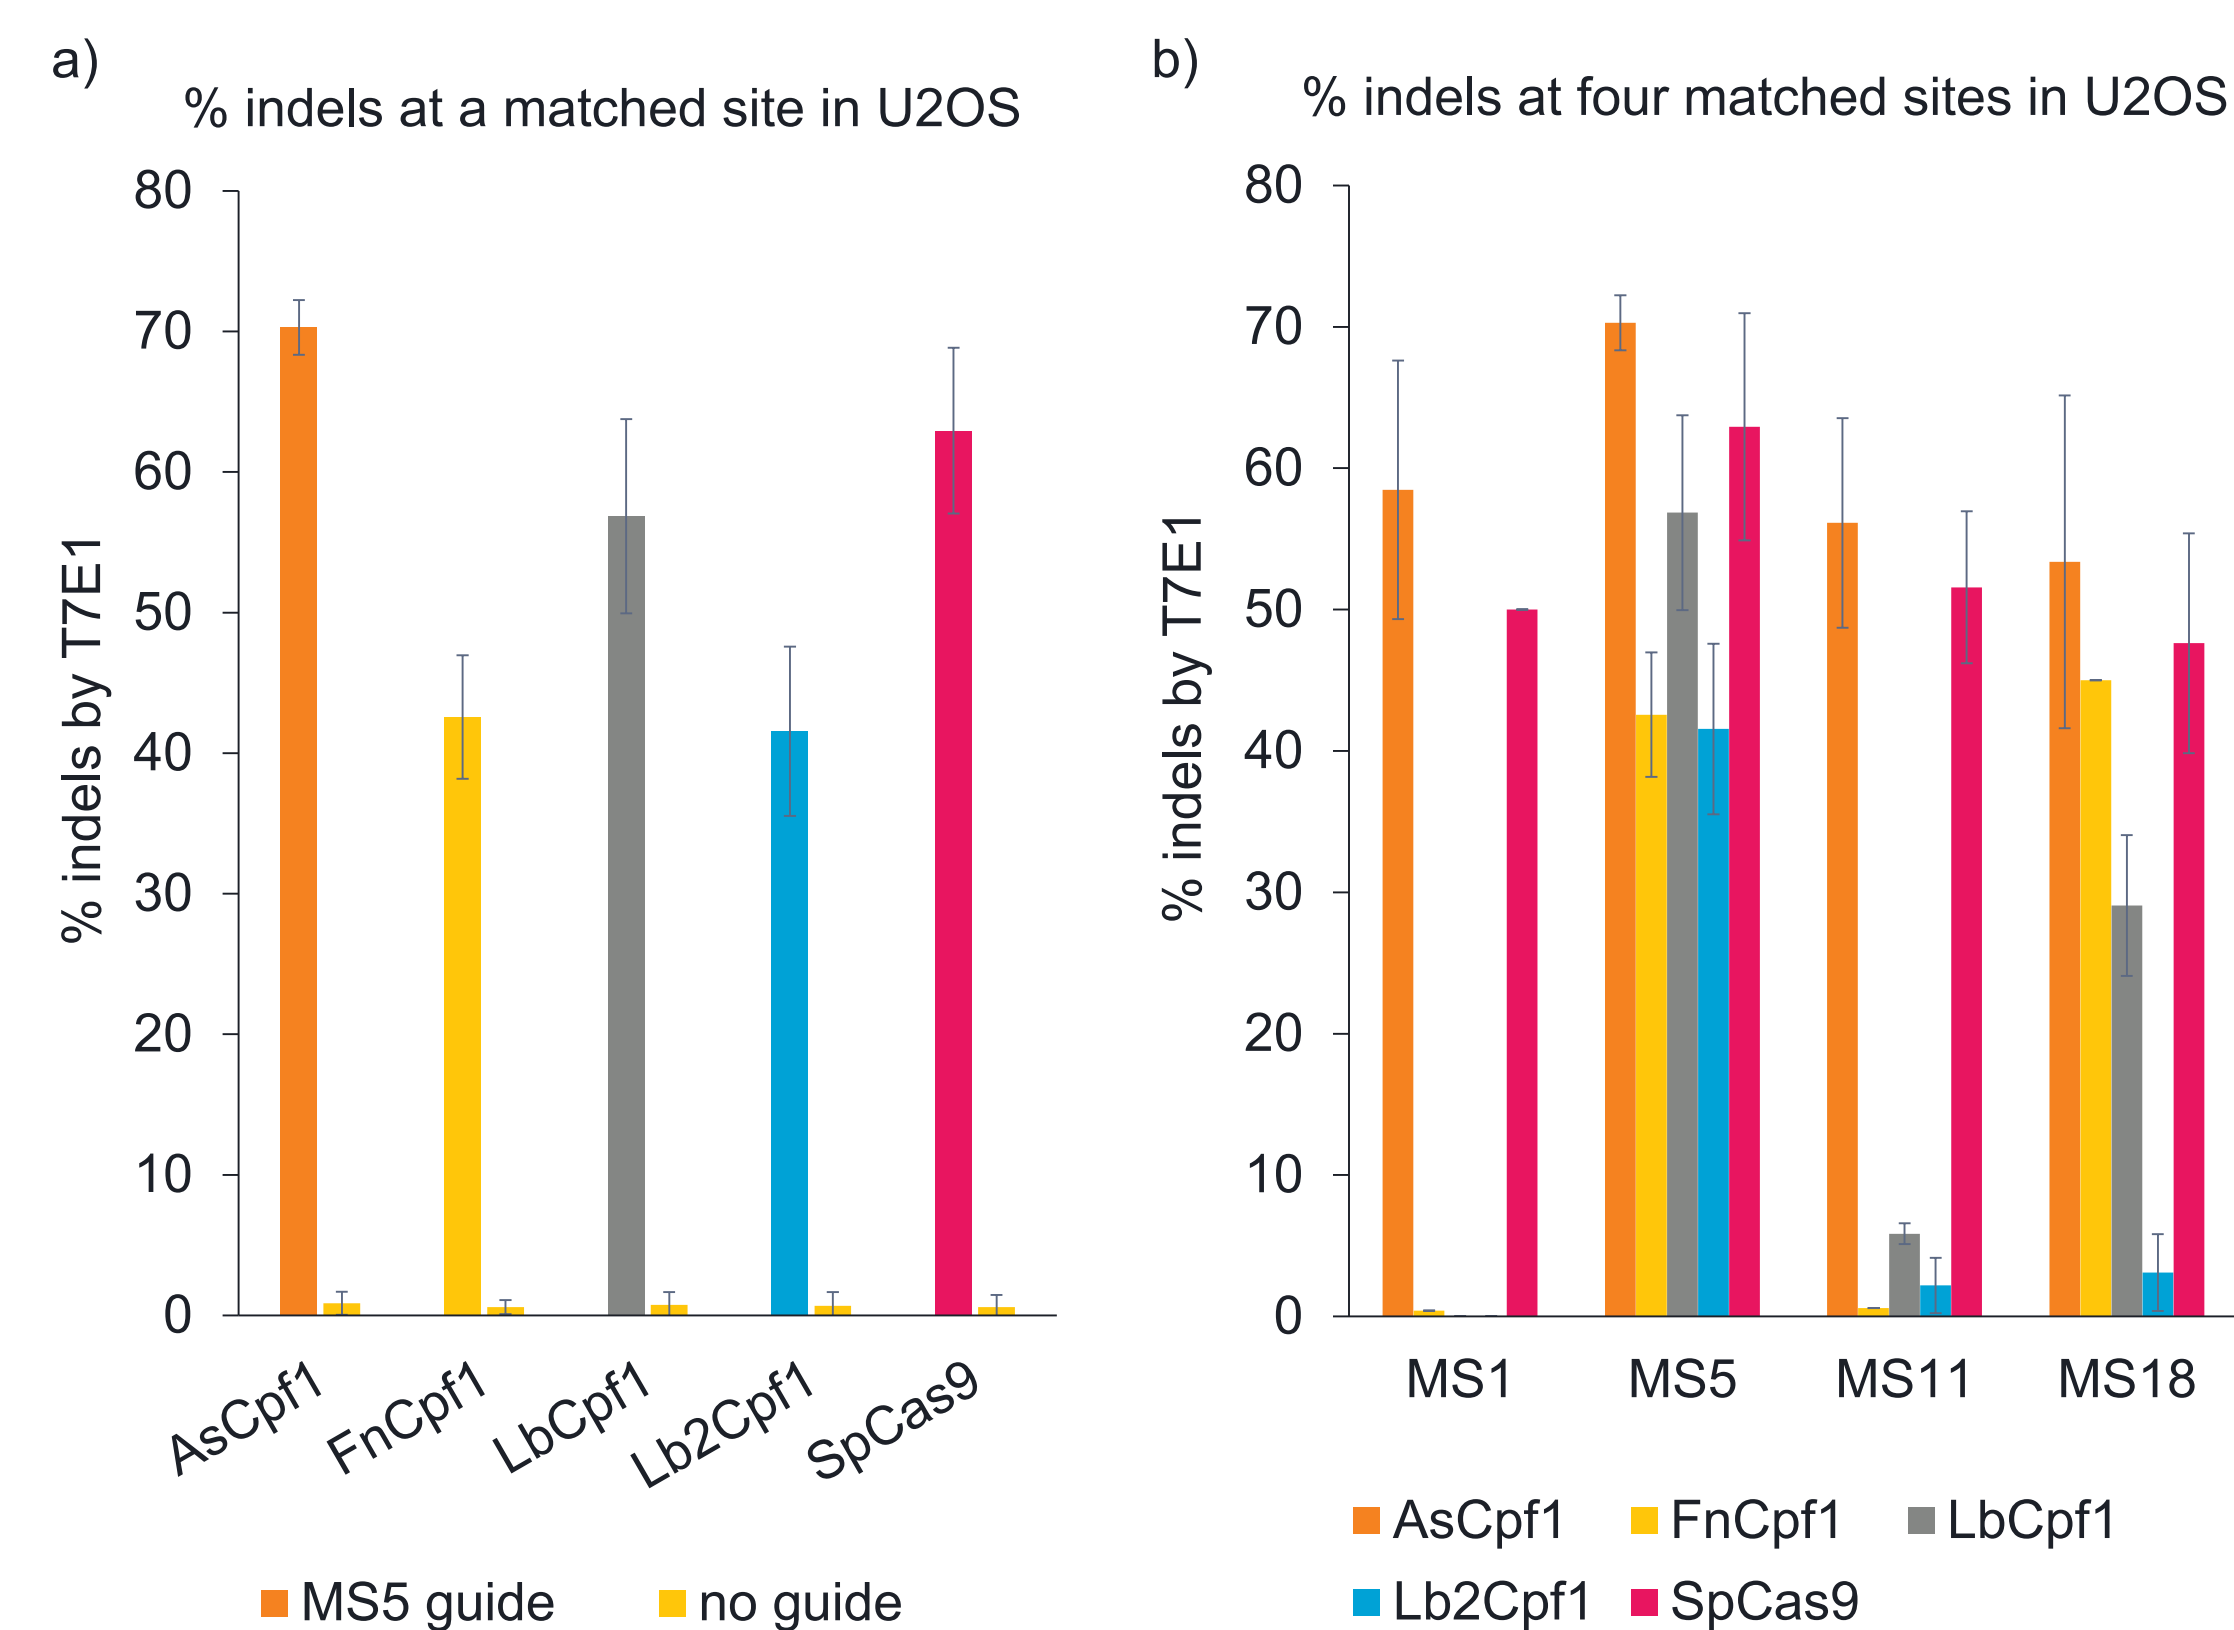 a)
% indels at a matched site in U2OS
% indels by T7E1
80
70
60
50
40
30
20
10
0
AsCpf1
FnCpf1
LbCpf1
Lb2Cpf1
SpCas9
MS5 guide
no guide
b)
% indels at four matched sites in U2OS
% indels by T7E1
80
70
60
50
40
30
20
10
0
MS1
MS5
MS11
MS18
AsCpf1
FnCpf1
LbCpf1
Lb2Cpf1
SpCas9